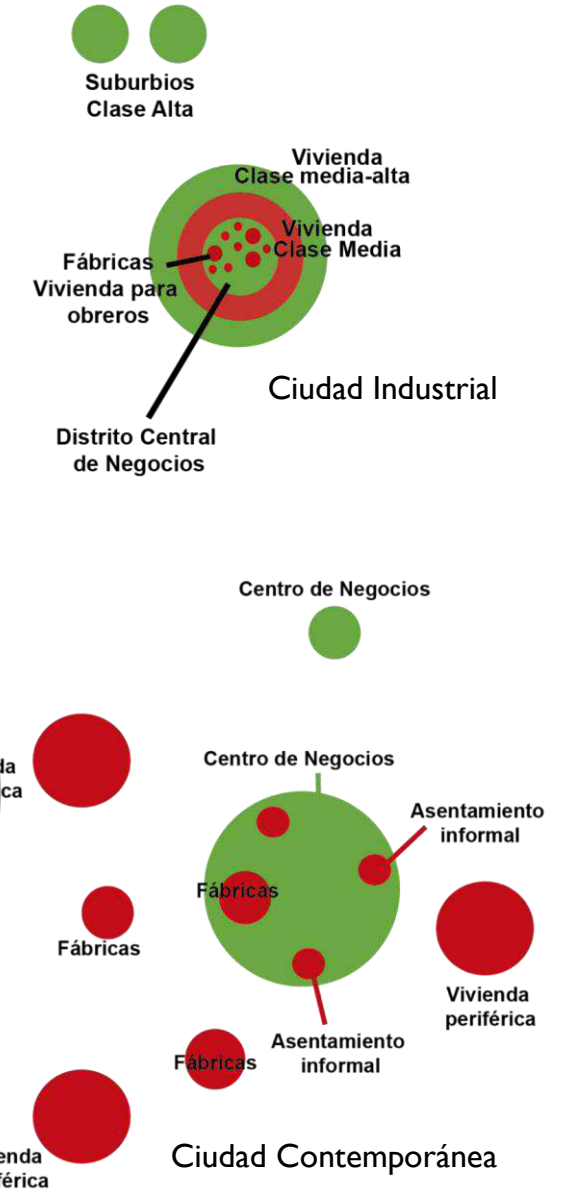 Suburbios
Clase Alta
Vivienda
Clase media-alta
Vivienda
Clase Media
Fábricas
Vivienda para
obreros
Ciudad Industrial
Distrito Central
de Negocios
Centro de Negocios
Centro de Negocios
Asentamiento
informal
Fábricas
Fábricas
Vivienda
periférica
Asentamiento
informal
Fábricas
Ciudad Contemporánea